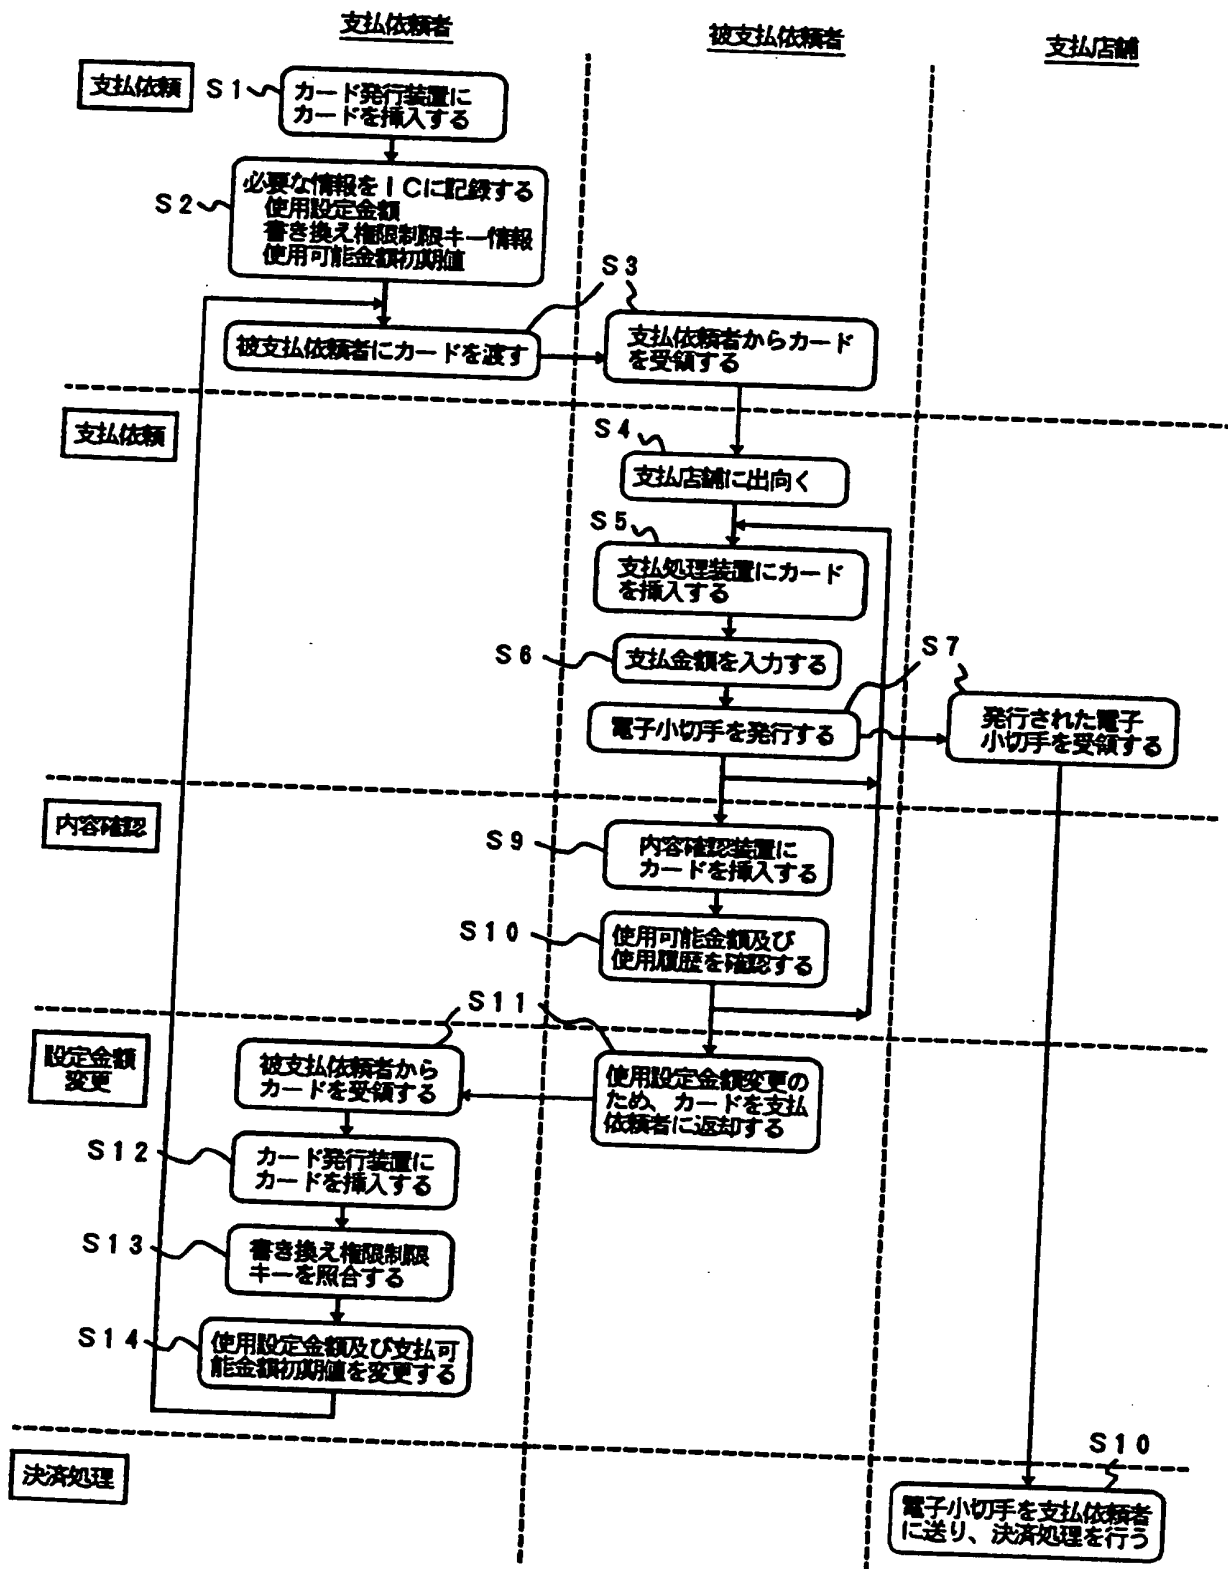 支払依頼者
被支払依頼者
支払店舗
支払依頼
S1
カード発行装置に
カードを挿入する
S2
必要な情報をICに記録する
使用設定金額
書き換え権限制限キー情報
使用可能金額初期値
S3
被支払依頼者にカードを渡す
支払依頼者からカード
を受領する
支払依頼
S4
支払店舗に出向く
S5
支払処理装置にカード
を挿入する
S6
支払金額を入力する
S7
電子小切手を発行する
発行された電子
小切手を受領する
内容確認
S9
内容確認装置に
カードを挿入する
S10
使用可能金額及び
使用履歴を確認する
S11
設定金額
変更
被支払依頼者から
カードを受領する
使用設定金額変更の
ため、カードを支払
依頼者に返却する
S12
カード発行装置に
カードを挿入する
S13
書き換え権限制限
キーを照合する
S14
使用設定金額及び支払可
能金額初期値を変更する
決済処理
S10
電子小切手を支払依頼者
に送り、決済処理を行う